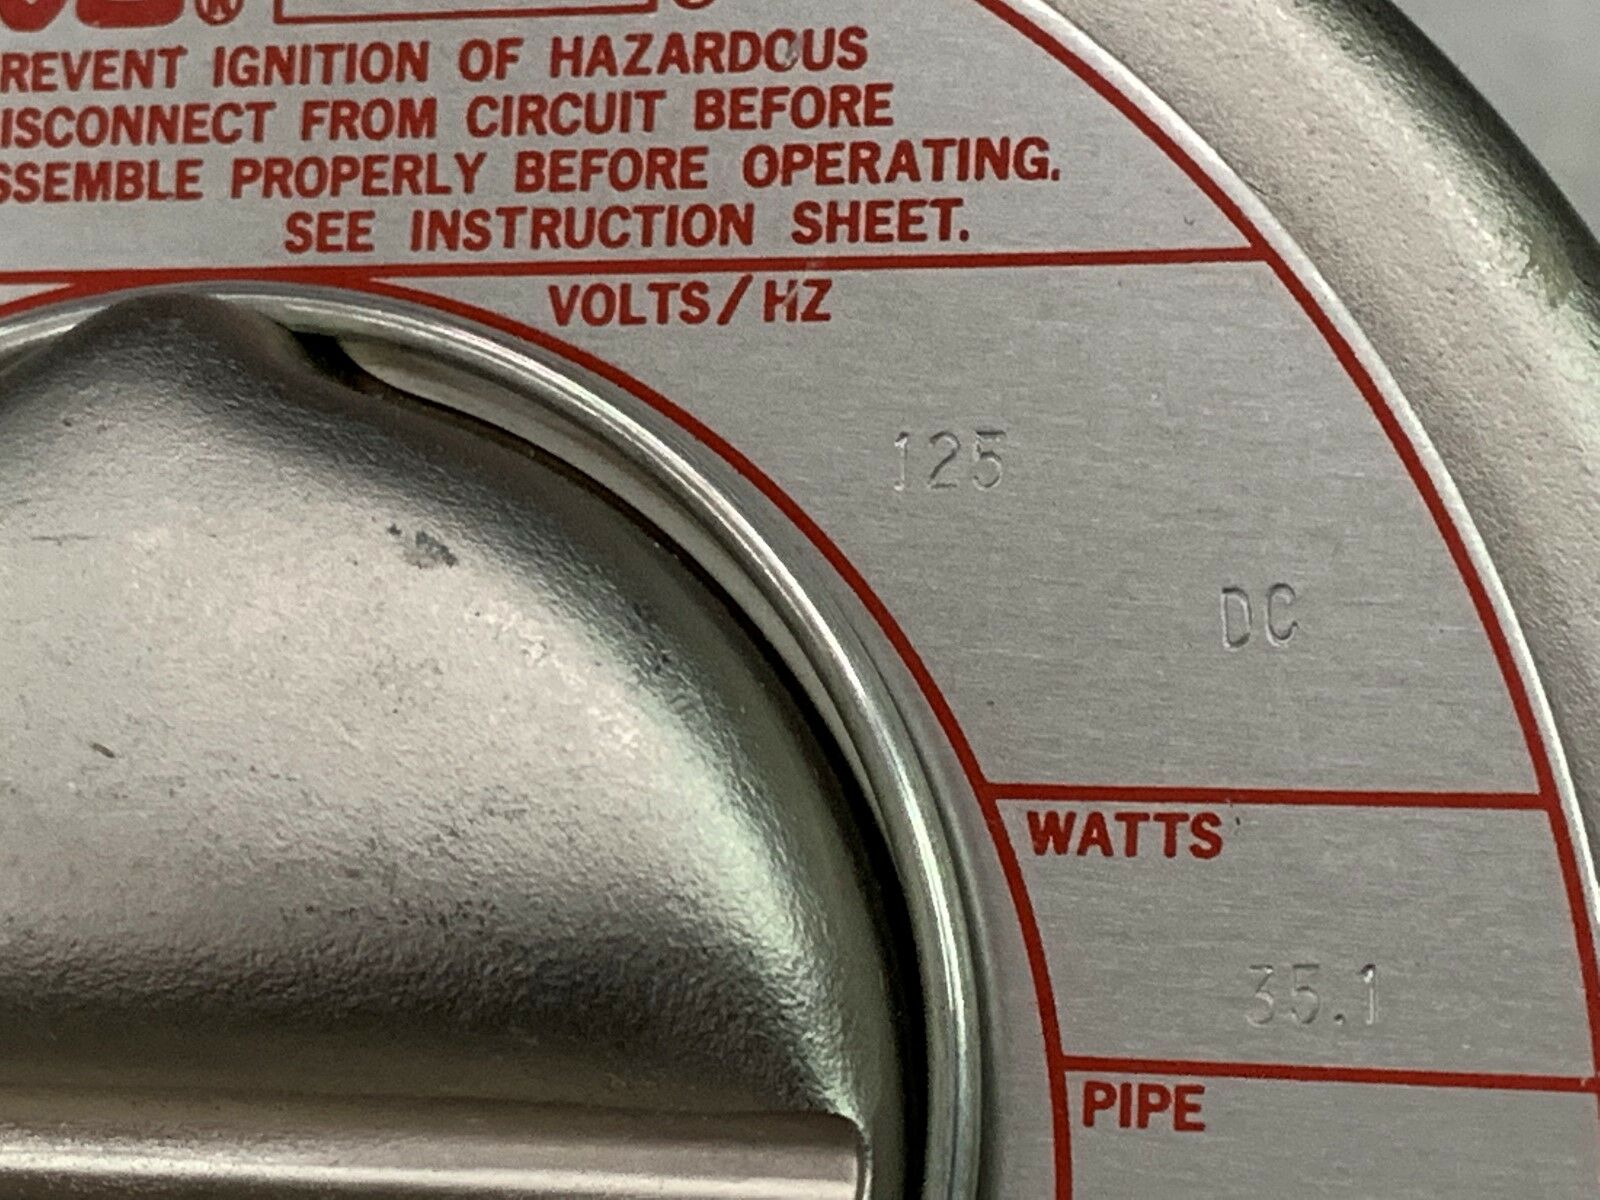 REVENT IGNITION OF HAZARDOUS
ISCONNECT FROM CIRCUIT BEFORE
SSEMBLE PROPERLY BEFORE OPERATING.
SEE INSTRUCTION SHEET.
VOLTS/HZ
125
DC
WATTS
35.1
PIPE